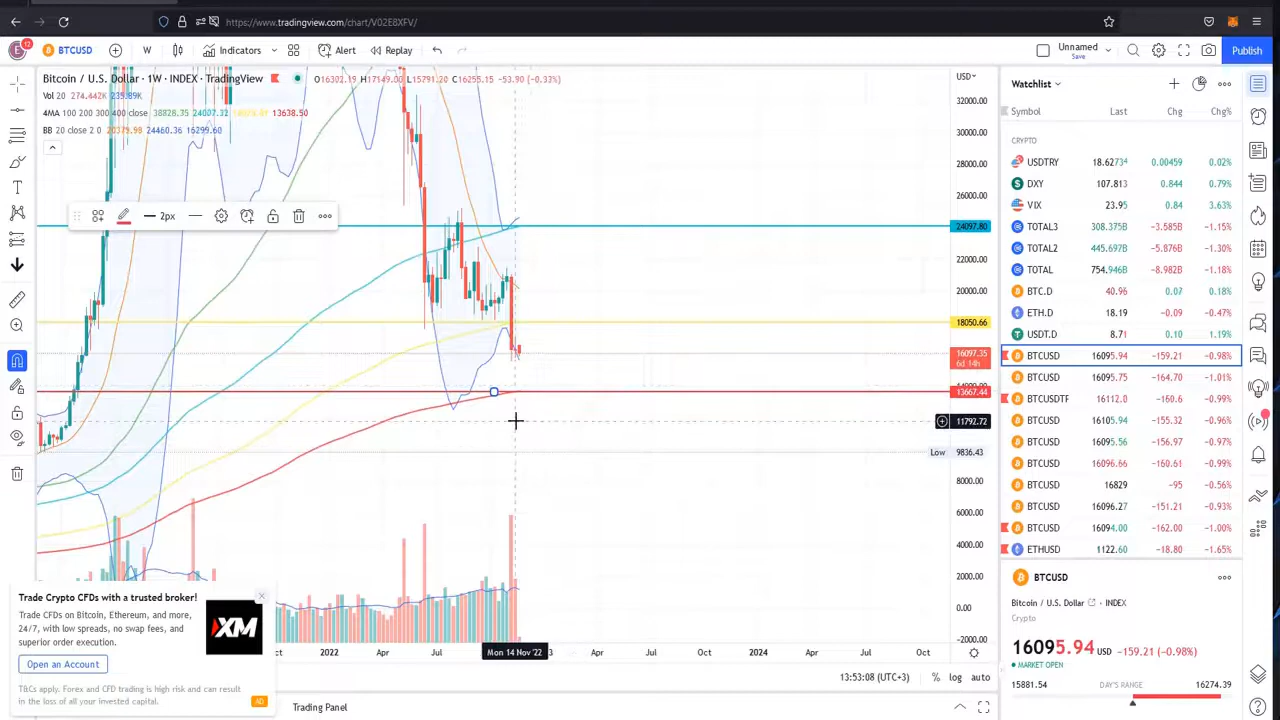 https://www.tradingview.com/chart/V02E8XFV/
BTCUSD W Indicators Alert Replay Unnamed Save Publish
Bitcoin / U.S. Dollar · 1W · INDEX · TradingView O16302.19 H17149.00 L15791.20 C16255.15 -53.90 (-0.33%)
Vol 20 274.442K 235.89K
4MA 100 200 300 400 close 38828.35 24007.32 13638.50
BB 20 close 2 0 20379.98 24460.36 16299.60
2px
USD
32000.00
30000.00
28000.00
26000.00
24097.80
22000.00
20000.00
18050.66
16097.35
6d 14h
14000.00
13667.44
11792.72
Low 9836.43
8000.00
6000.00
4000.00
2000.00
0.00
-2000.00
2022 Apr Jul Mon 14 Nov '22 Apr Jul Oct 2024 Apr Jul Oct
13:53:08 (UTC+3) % log auto
Trading Panel
Trade Crypto CFDs with a trusted broker!
Trade CFDs on Bitcoin, Ethereum, and more,
24/7, with low spreads, no swap fees, and
superior order execution.
XM
Open an Account
T&Cs apply. Forex and CFD trading is high risk and can result
in the loss of all your invested capital.
AD
Watchlist
Symbol Last Chg Chg%
CRYPTO
USDTRY 18.62734 0.00459 0.02%
DXY 107.813 0.844 0.79%
VIX 23.95 0.84 3.63%
TOTAL3 308.375B -3.576B -1.15%
TOTAL2 445.697B -5.876B -1.30%
TOTAL 754.946B -8.982B -1.18%
BTC.D 40.96 0.07 0.18%
ETH.D 18.19 -0.09 -0.47%
USDT.D 8.71 0.10 1.19%
BTCUSD 16095.94 -159.21 -0.98%
BTCUSD 16095.75 -164.70 -1.01%
BTCUSDTP 16112.0 -160.6 -0.99%
BTCUSD 16105.94 -155.32 -0.96%
BTCUSD 16095.56 -156.97 -0.97%
BTCUSD 16096.66 -160.61 -0.99%
BTCUSD 16829 -95 -0.56%
BTCUSD 16096.27 -151.21 -0.93%
BTCUSD 16094.00 -162.00 -1.00%
ETHUSD 1122.60 -18.80 -1.65%
BTCUSD
Bitcoin / U.S. Dollar · INDEX
Crypto
16095.94 USD -159.21 (-0.98%)
MARKET OPEN
15881.54 DAY'S RANGE 16274.39